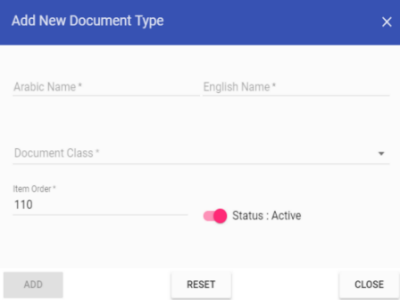 Add New Document Type ×
Arabic Name * English Name *
Document Class *
Item Order *
110
Status : Active
ADD RESET CLOSE